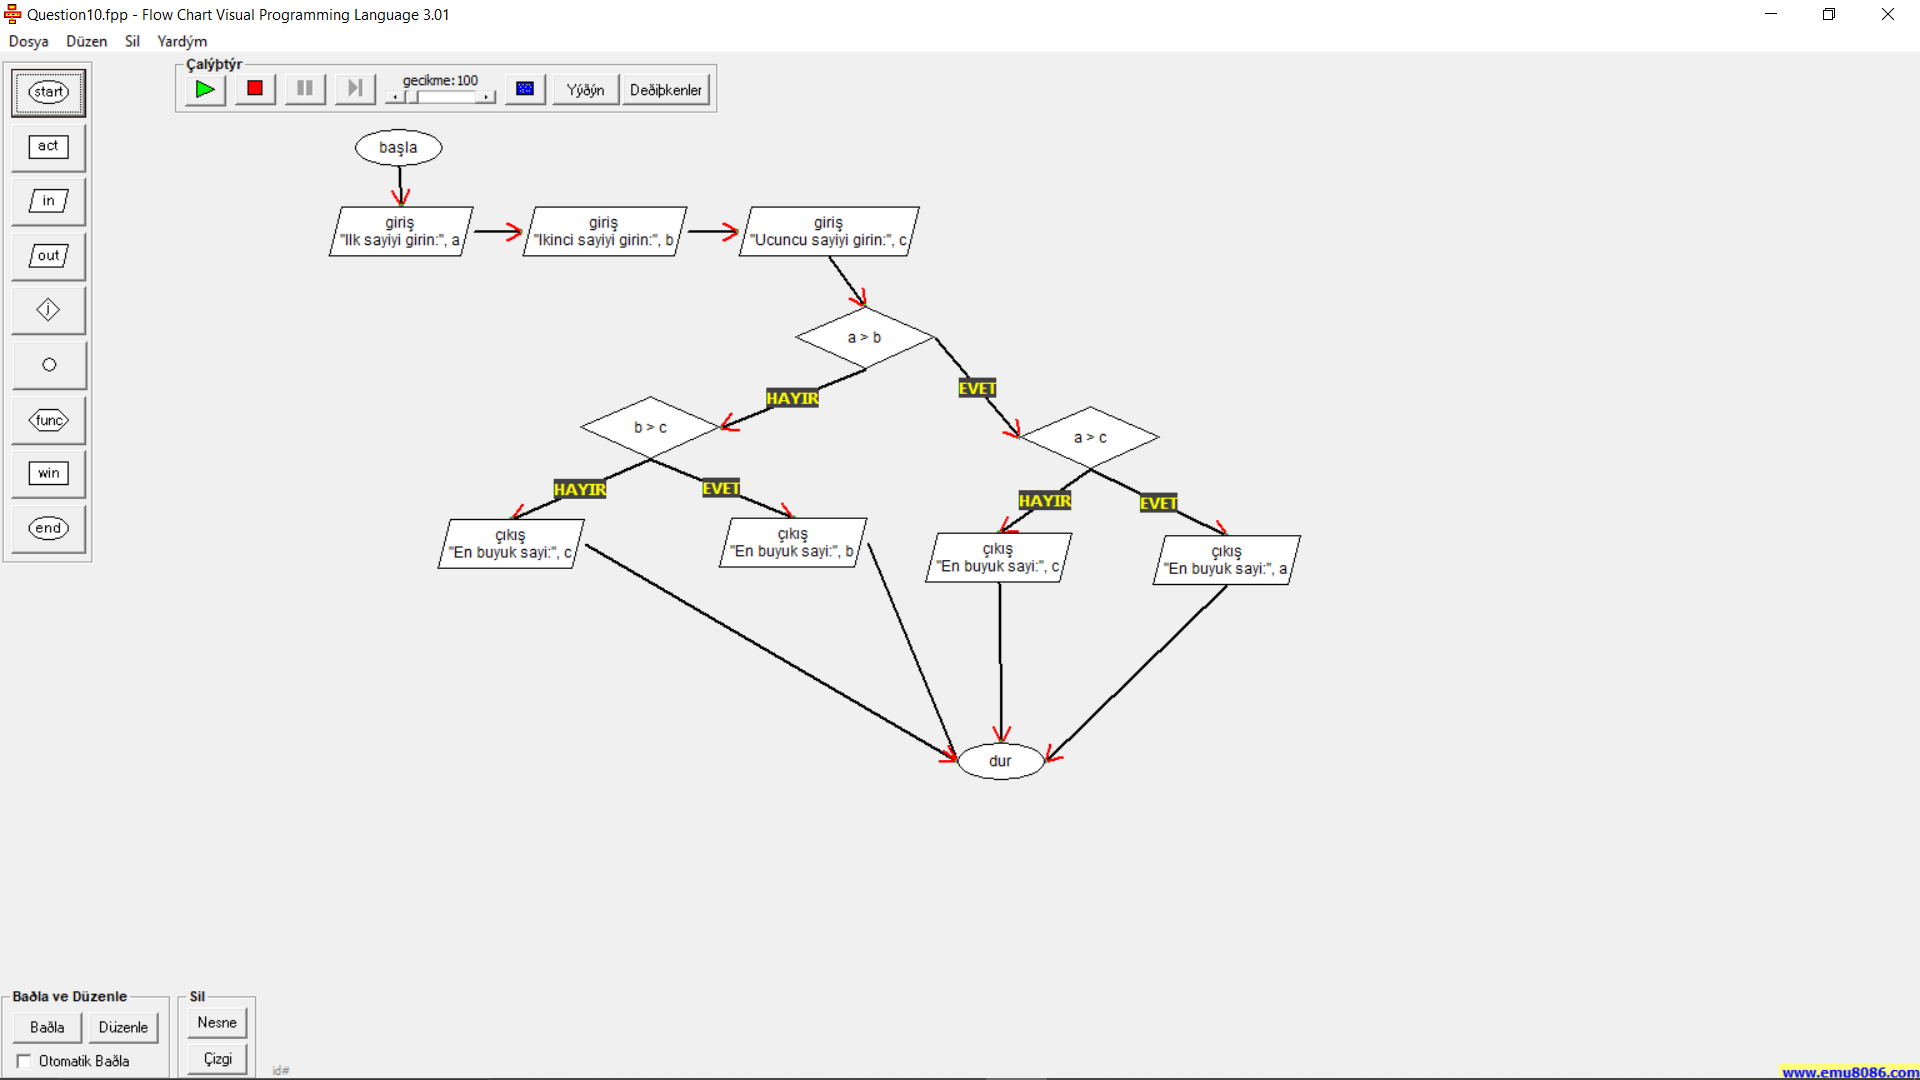 Question10.fpp - Flow Chart Visual Programming Language 3.01
Dosya Düzen Sil Yardým
Çalýþtýr
gecikme:100
Yýðýn
Deðiþkenler
start
act
in
out
j
func
win
end
başla
giriş
"Ilk sayiyi girin:", a
giriş
"Ikinci sayiyi girin:", b
giriş
"Ucuncu sayiyi girin:", c
a > b
HAYIR
EVET
b > c
a > c
HAYIR
EVET
HAYIR
EVET
çıkış
"En buyuk sayi:", c
çıkış
"En buyuk sayi:", b
çıkış
"En buyuk sayi:", c
çıkış
"En buyuk sayi:", a
dur
Baðla ve Düzenle
Baðla
Düzenle
Otomatik Baðla
Sil
Nesne
Çizgi
id#
www.emu8086.com